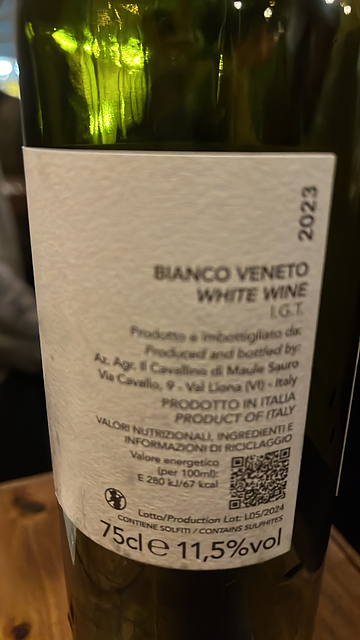 2023
BIANCO VENETO
WHITE WINE
I.G.T.
Prodotto e imbottigliato da:
Produced and bottled by:
Az. Agr. Il Cavallino di Maule Sauro
Via Cavallo, 9 - Val Liona (VI) - Italy
PRODOTTO IN ITALIA
PRODUCT OF ITALY
VALORI NUTRIZIONALI, INGREDIENTI E
INFORMAZIONI DI RICICLAGGIO
Valore energetico
(per 100ml):
E 280 kJ/67 kcal
Lotto/Production Lot: L05/2024
CONTIENE SOLFITI / CONTAINS SULPHITES
75cl e 11,5%vol